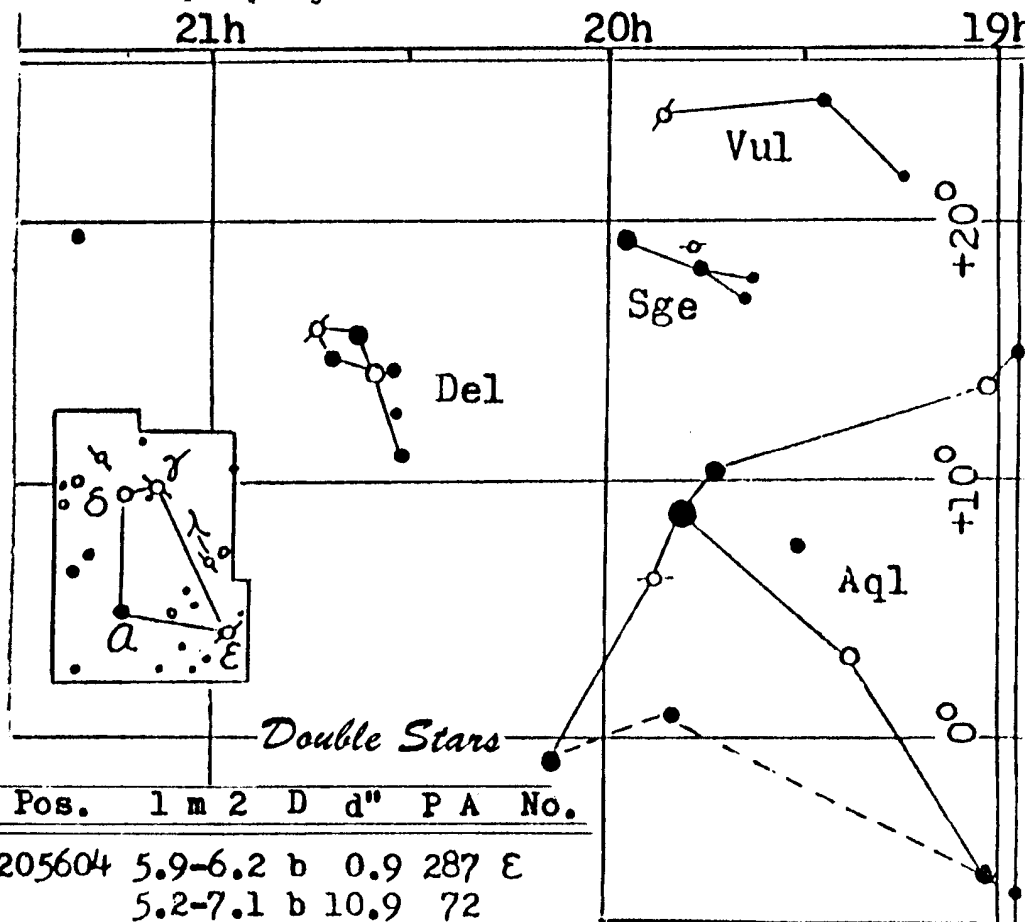 21h 20h 19h
Vul
+20°
Sge
Del
+10°
α γ
δ
λ
Aql
α ε
0°
Double Stars
Pos. 1 m 2 D d" P A No.
205604 5.9-6.2 b 0.9 287 ε
5.2-7.1 b 10.9 72